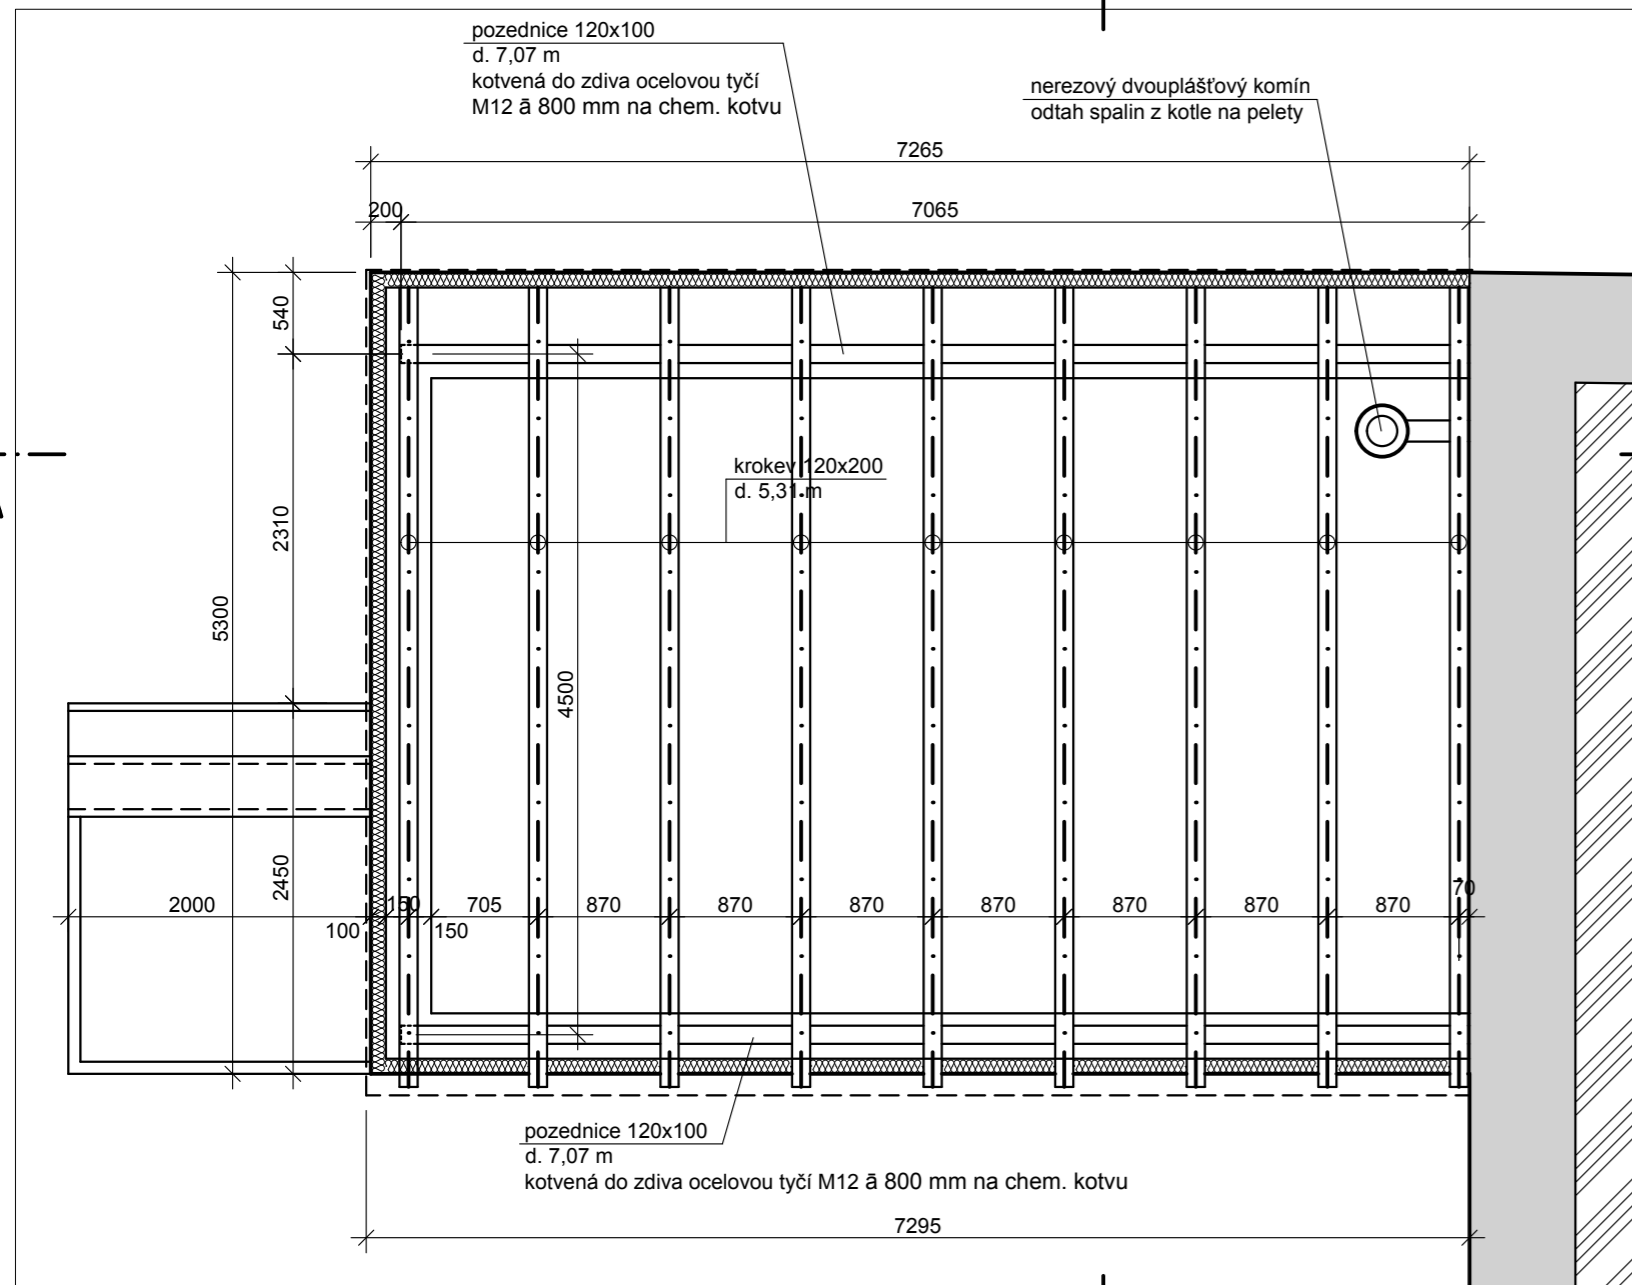 pozednice 120x100
d. 7,07 m
kotvená do zdiva ocelovou tyčí
M12 ā 800 mm na chem. kotvu
nerezový dvouplášťový komín
odtah spalin z kotle na pelety
7265
200
7065
540
2310
5300
krokev 120x200
d. 5,31 m
4500
2450
2000
100
150
150
705
870
870
870
870
870
870
870
70
pozednice 120x100
d. 7,07 m
kotvená do zdiva ocelovou tyčí M12 ā 800 mm na chem. kotvu
7295